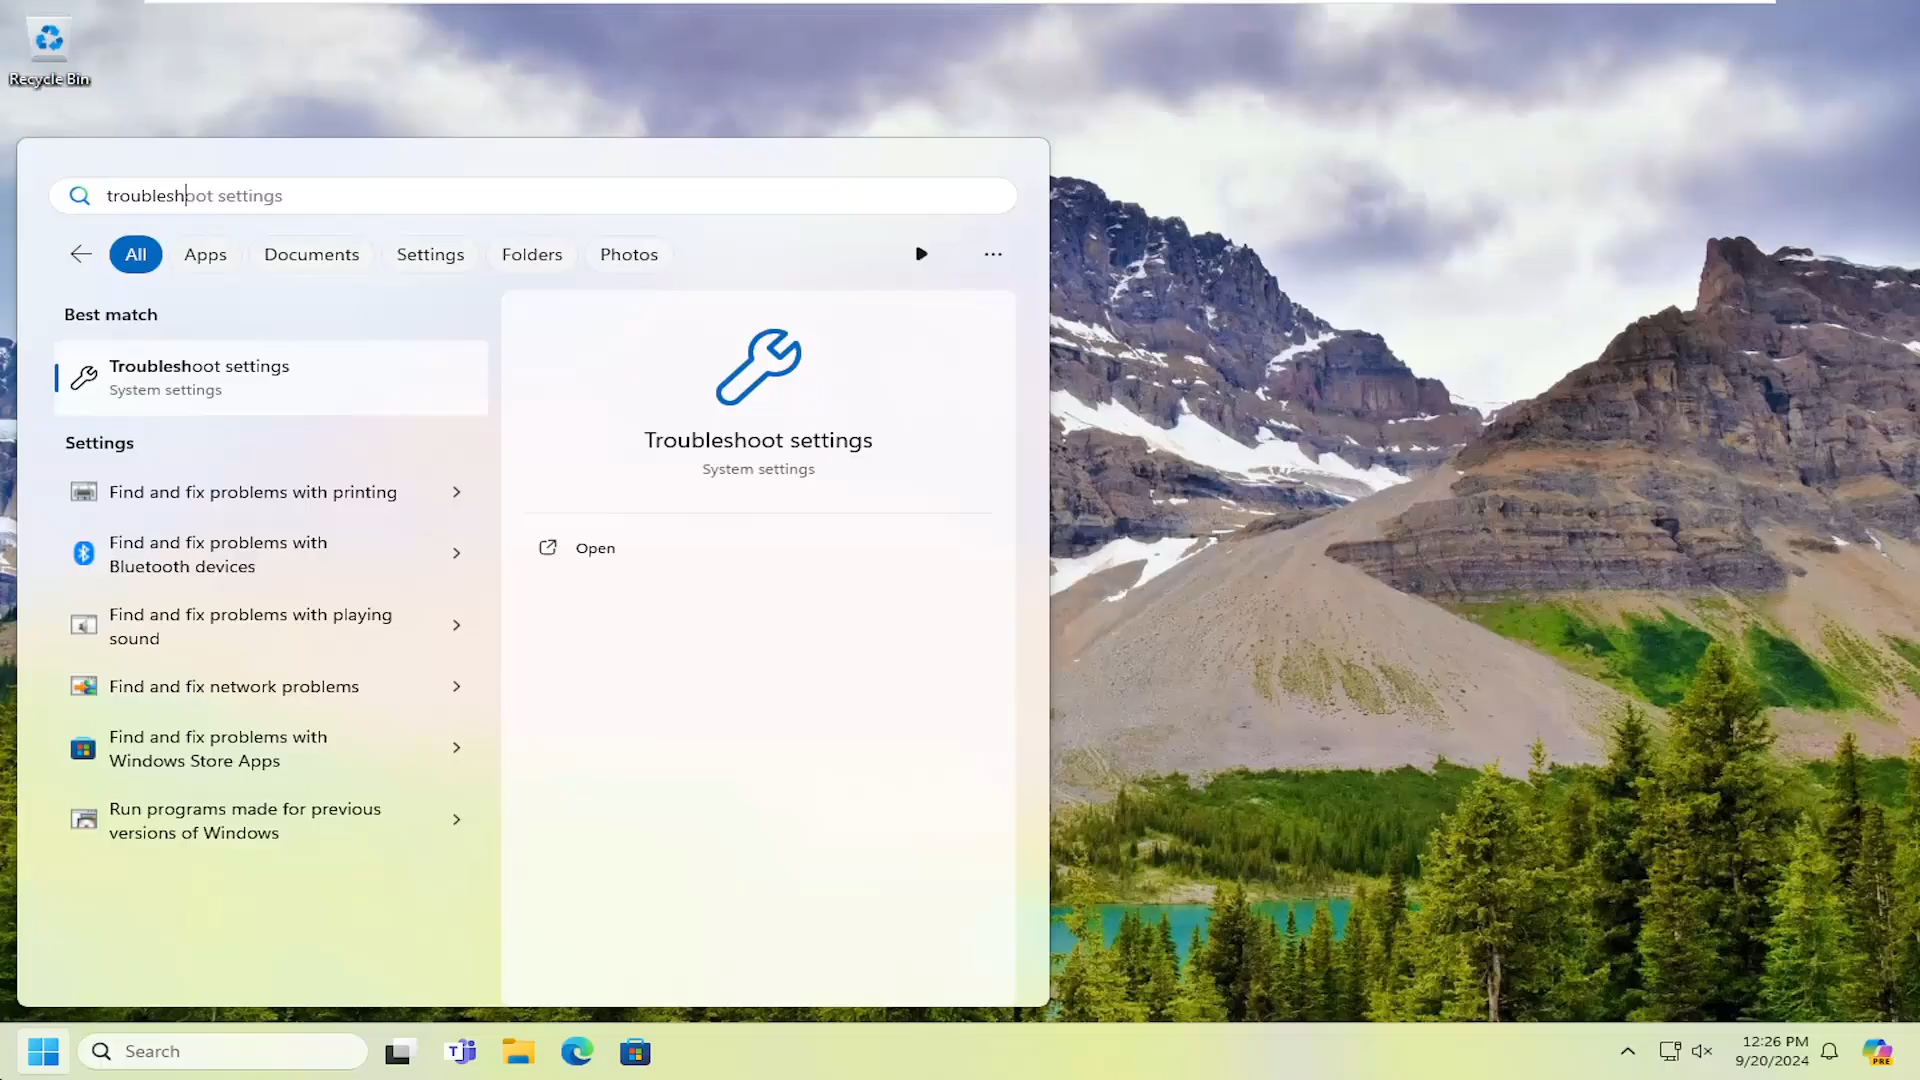 Recycle Bin
troubleshoot settings
All Apps Documents Settings Folders Photos
Best match
Troubleshoot settings
System settings
Settings
Find and fix problems with printing
Find and fix problems with
Bluetooth devices
Find and fix problems with playing
sound
Find and fix network problems
Find and fix problems with
Windows Store Apps
Run programs made for previous
versions of Windows
Troubleshoot settings
System settings
Open
Search
T
12:26 PM
9/20/2024
PRE